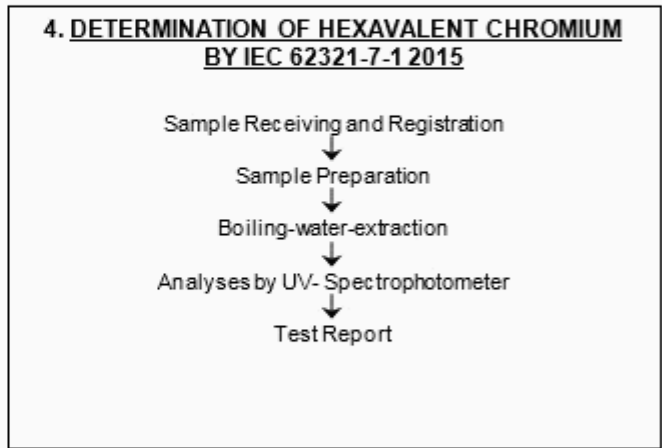 4. DETERMINATION OF HEXAVALENT CHROMIUM
BY IEC 62321-7-1 2015
Sample Receiving and Registration
Sample Preparation
Boiling-water-extraction
Analyses by UV- Spectrophotometer
Test Report